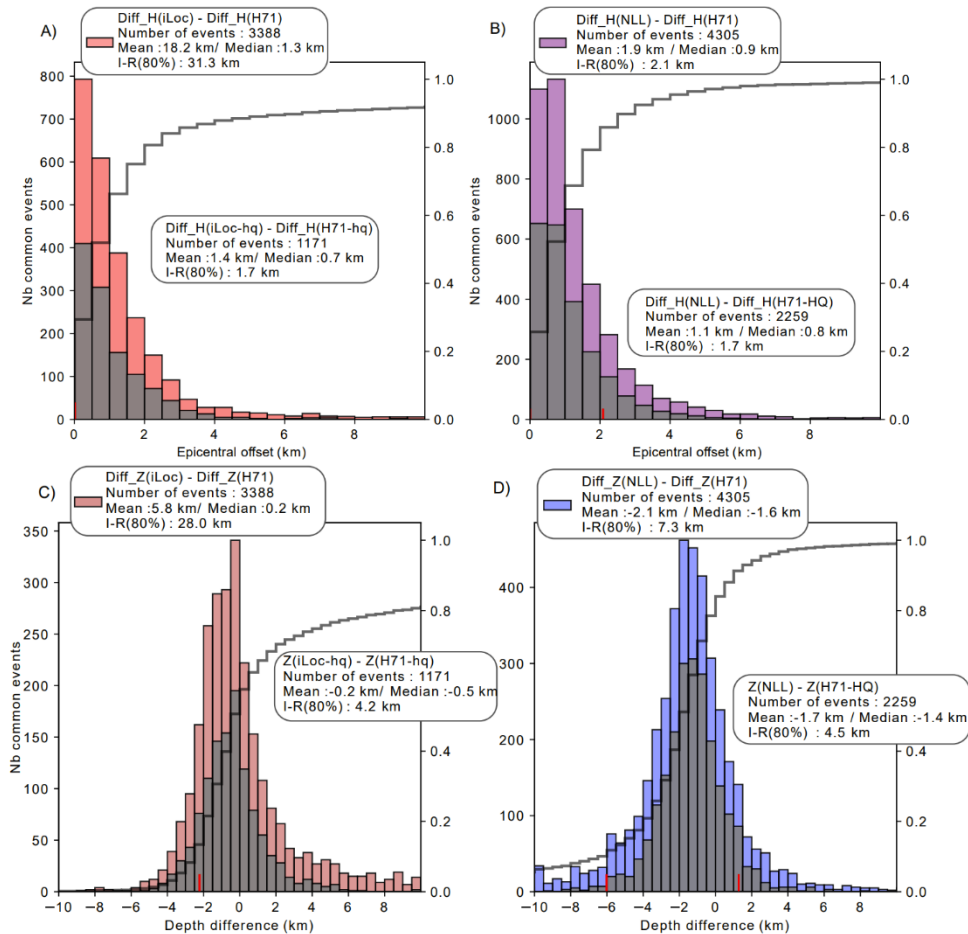 A)
Diff_H(iLoc) - Diff_H(H71)
Number of events : 3388
Mean :18.2 km/ Median :1.3 km
I-R(80%) : 31.3 km
800
700
600
500
400
300
200
100
0
Nb common events
1.0
0.8
0.6
0.4
0.2
0.0
Diff_H(iLoc-hq) - Diff_H(H71-hq)
Number of events : 1171
Mean :1.4 km/ Median :0.7 km
I-R(80%) : 1.7 km
0
2
4
6
8
Epicentral offset (km)
B)
Diff_H(NLL) - Diff_H(H71)
Number of events : 4305
Mean :1.9 km / Median :0.9 km
I-R(80%) : 2.1 km
1000
800
600
400
200
0
1.0
0.8
0.6
0.4
0.2
0.0
Diff_H(NLL) - Diff_H(H71-HQ)
Number of events : 2259
Mean :1.1 km / Median :0.8 km
I-R(80%) : 1.7 km
0
2
4
6
8
Epicentral offset (km)
C)
Diff_Z(iLoc) - Diff_Z(H71)
Number of events : 3388
Mean :5.8 km/ Median :0.2 km
I-R(80%) : 28.0 km
350
300
250
200
150
100
50
0
Nb common events
1.0
0.8
0.6
0.4
0.2
0.0
Z(iLoc-hq) - Z(H71-hq)
Number of events : 1171
Mean :-0.2 km/ Median :-0.5 km
I-R(80%) : 4.2 km
−10
−8
−6
−4
−2
0
2
4
6
8
Depth difference (km)
D)
Diff_Z(NLL) - Diff_Z(H71)
Number of events : 4305
Mean :-2.1 km / Median :-1.6 km
I-R(80%) : 7.3 km
400
300
200
100
0
1.0
0.8
0.6
0.4
0.2
0.0
Z(NLL) - Z(H71-HQ)
Number of events : 2259
Mean :-1.7 km / Median :-1.4 km
I-R(80%) : 4.5 km
−10
−8
−6
−4
−2
0
2
4
6
8
Depth difference (km)